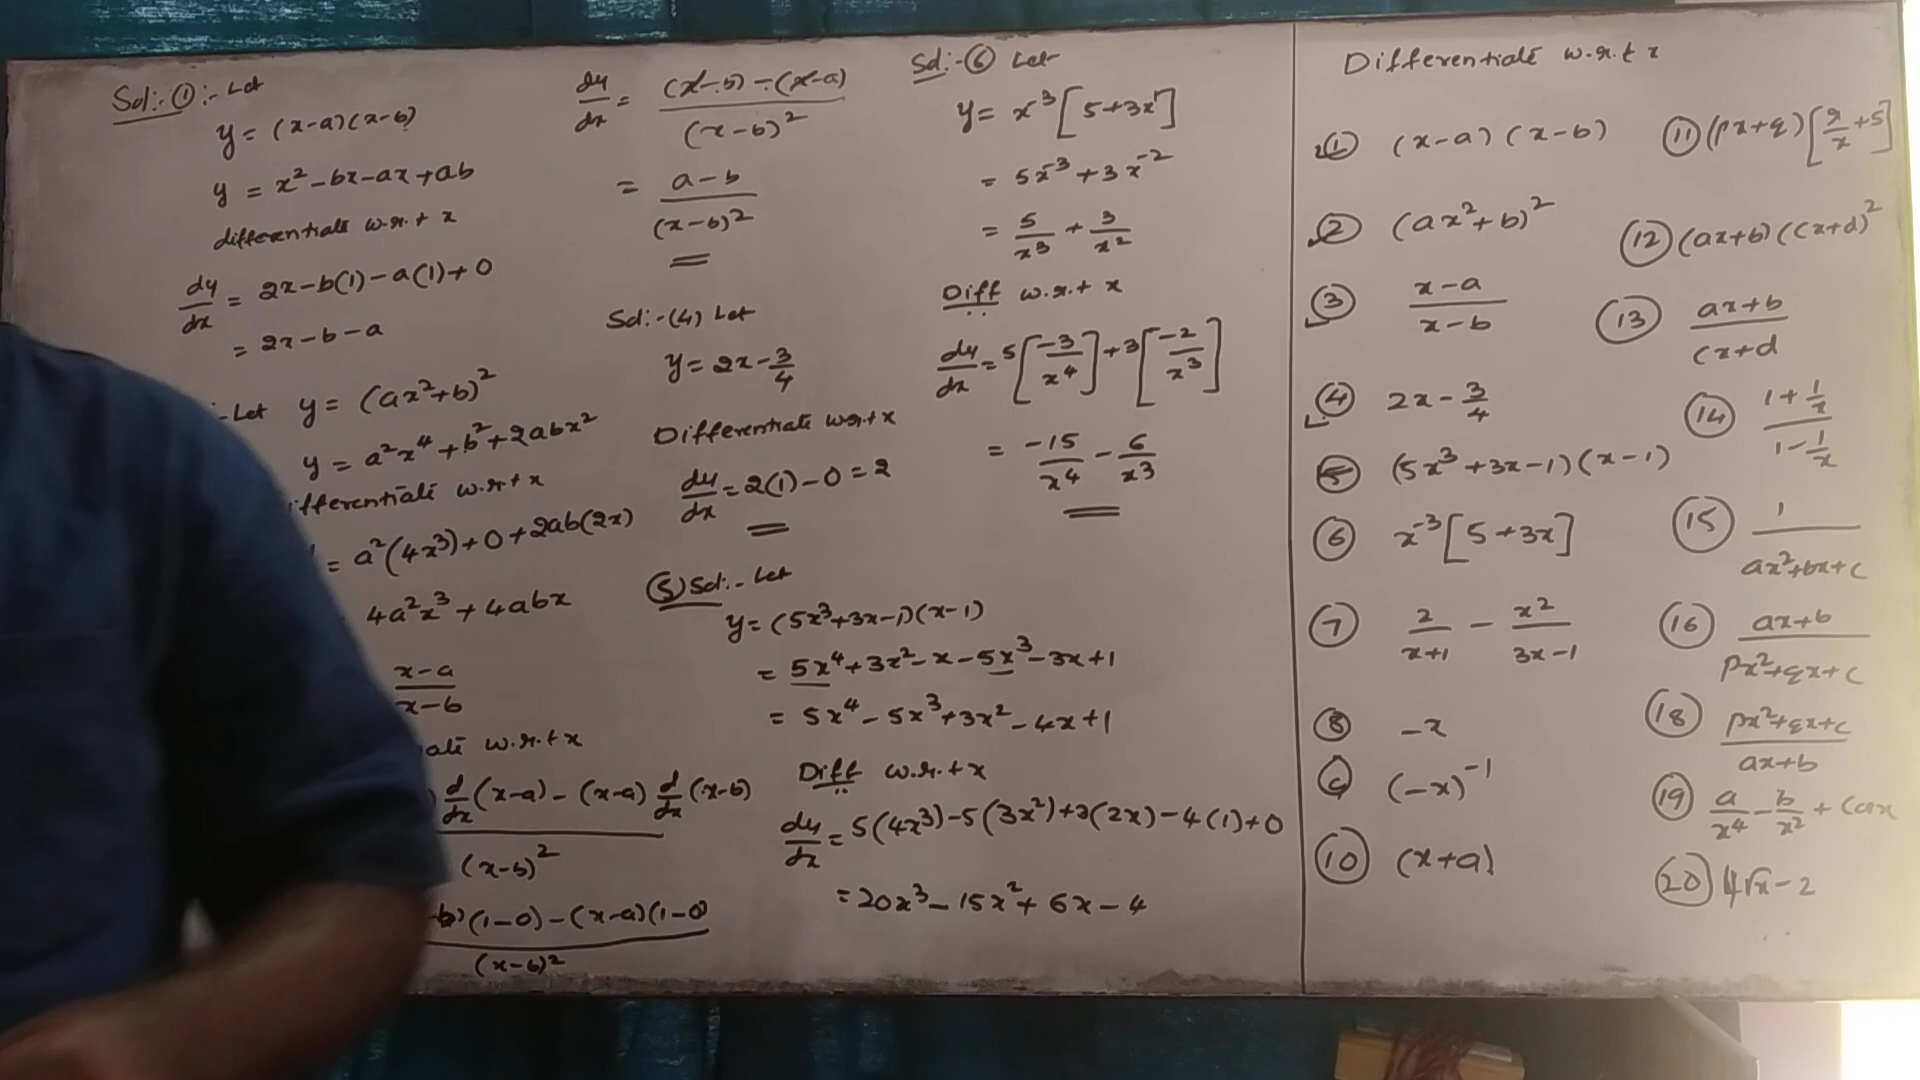 Sol:-①:- Let
y = (x-a)(x-b)
y = x² - bx - ax + ab
differentiate w.r.t x
dy/dx = 2x - b(1) - a(1) + 0
= 2x - b - a
:- Let y = (ax²+b)²
y = a²x⁴ + b² + 2abx²
ifferentiate w.r.t x
= a²(4x³) + 0 + 2ab(2x)
4a²x³ + 4abx
x-a / x-b
ate w.r.t x
) d/dx (x-a) - (x-a) d/dx (x-b) / (x-b)²
-b)(1-0) - (x-a)(1-0) / (x-b)²
dy/dx = (x-b) - (x-a) / (x-b)²
= a-b / (x-b)²
Sol:-(4) Let
y = 2x - 3/4
Differentiate w.r.t x
dy/dx = 2(1) - 0 = 2
⑤ Sol:- Let
y = (5x³+3x-1)(x-1)
= 5x⁴ + 3x² - x - 5x³ - 3x + 1
= 5x⁴ - 5x³ + 3x² - 4x + 1
Diff w.r.t x
dy/dx = 5(4x³) - 5(3x²) + 3(2x) - 4(1) + 0
= 20x³ - 15x² + 6x - 4
Sol:-⑥ Let
y = x⁻³[5+3x]
= 5x⁻³ + 3x⁻²
= 5/x³ + 3/x²
Diff w.r.t x
dy/dx = 5[-3/x⁴] + 3[-2/x³]
= -15/x⁴ - 6/x³
Differentiate w.r.t x
① (x-a)(x-b)
② (ax²+b)²
③ x-a / x-b
④ 2x - 3/4
⑤ (5x³+3x-1)(x-1)
⑥ x⁻³[5+3x]
⑦ 2/x+1 - x²/3x-1
⑧ -x
⑨ (-x)⁻¹
⑩ (x+a)
⑪ (px+q)[r/x+s]
⑫ (ax+b)(cx+d)²
⑬ ax+b / cx+d
⑭ 1+1/x / 1-1/x
⑮ 1 / ax²+bx+c
⑯ ax+b / px²+qx+c
⑱ px²+qx+c / ax+b
⑲ a/x⁴ - b/x² + cosx
⑳ 4√x - 2